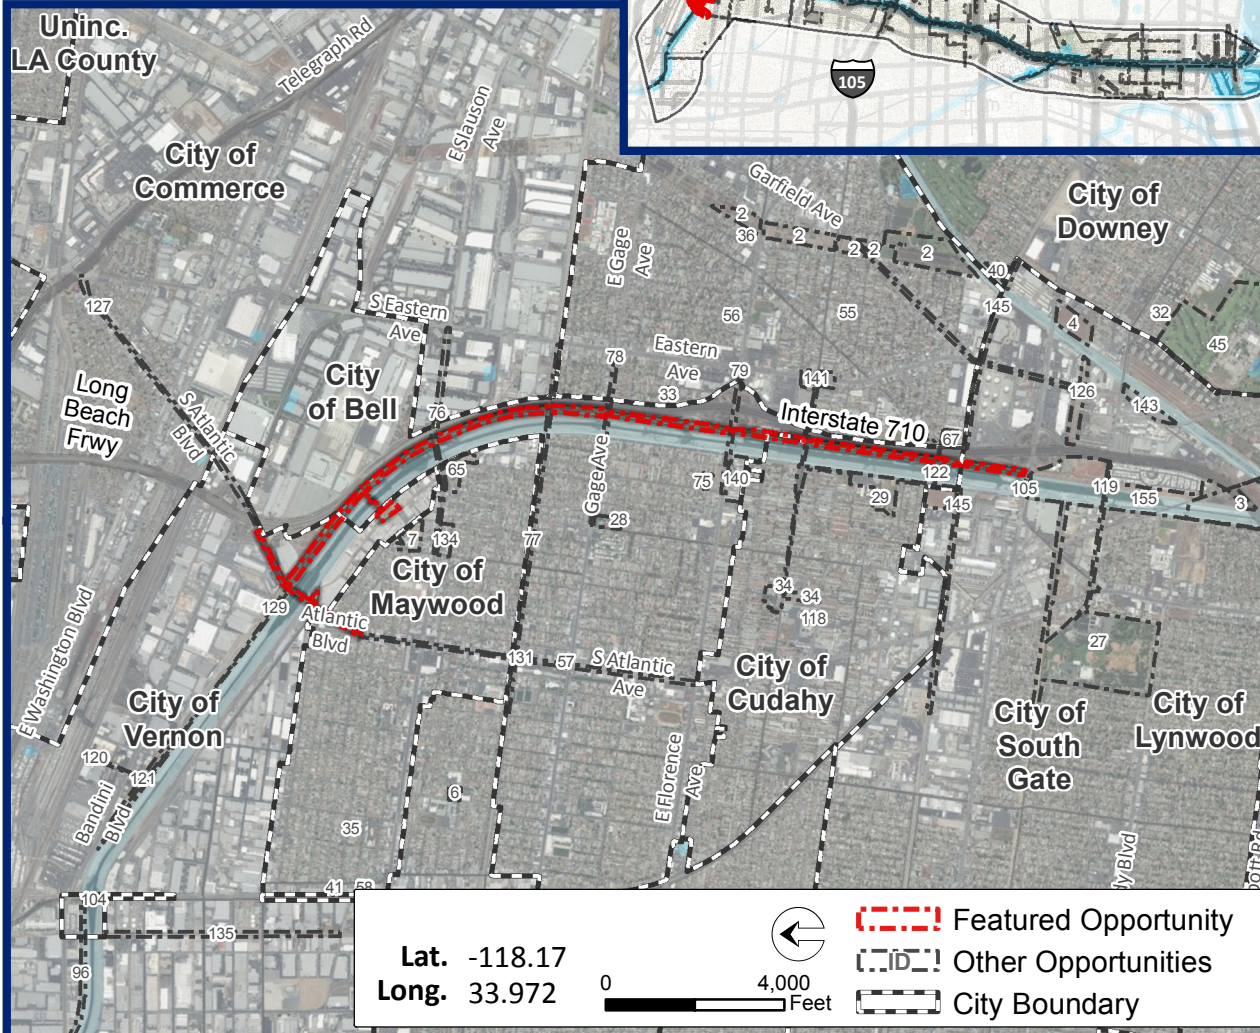 105
Uninc.
LA County
Telegraph Rd
E Slauson
Ave
City of
Commerce
Garfield Ave
City of
Downey
2
36
2
2
2
2
40
145
E Gage
Ave
127
S Eastern
Ave
56
55
4
32
45
78
Eastern
Ave
79
141
33
126
143
City
of Bell
Long
Beach
Frwy
S Atlantic
Blvd
76
Interstate 710
67
65
75
140
122
105
119
155
3
29
145
Gage Ave
28
7
134
77
City of
Maywood
34
34
118
129
Atlantic
Blvd
E Washington Blvd
131
57
S Atlantic
Ave
City of
Cudahy
27
City of
Vernon
City of
South
Gate
City of
Lynwood
120
121
Bandini
Blvd
6
E Florence
Ave
35
41
58
104
135
96
ly Blvd
ott Rd
Lat. -118.17
Long. 33.972
0
4,000
Feet
Featured Opportunity
ID Other Opportunities
City Boundary